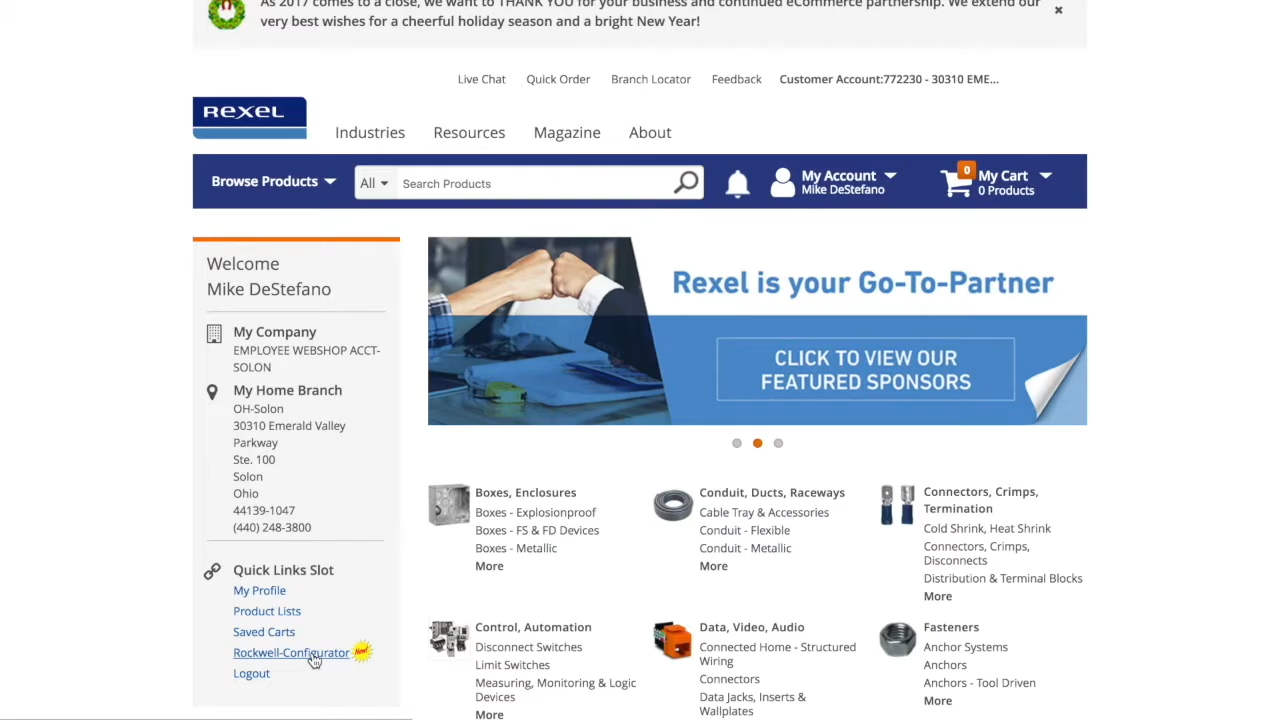 As 2017 comes to a close, we want to THANK YOU for your business and continued eCommerce partnership. We extend our
very best wishes for a cheerful holiday season and a bright New Year!
Live Chat Quick Order Branch Locator Feedback Customer Account:772230 - 30310 EME...
REXEL
Industries Resources Magazine About
Browse Products All Search Products My Account Mike DeStefano 0 My Cart 0 Products
Welcome
Mike DeStefano
My Company
EMPLOYEE WEBSHOP ACCT-
SOLON
My Home Branch
OH-Solon
30310 Emerald Valley
Parkway
Ste. 100
Solon
Ohio
44139-1047
(440) 248-3800
Quick Links Slot
My Profile
Product Lists
Saved Carts
Rockwell-Configurator New!
Logout
Rexel is your Go-To-Partner
CLICK TO VIEW OUR
FEATURED SPONSORS
Boxes, Enclosures
Boxes - Explosionproof
Boxes - FS & FD Devices
Boxes - Metallic
More
Conduit, Ducts, Raceways
Cable Tray & Accessories
Conduit - Flexible
Conduit - Metallic
More
Connectors, Crimps,
Termination
Cold Shrink, Heat Shrink
Connectors, Crimps,
Disconnects
Distribution & Terminal Blocks
More
Control, Automation
Disconnect Switches
Limit Switches
Measuring, Monitoring & Logic
Devices
More
Data, Video, Audio
Connected Home - Structured
Wiring
Connectors
Data Jacks, Inserts &
Wallplates
Fasteners
Anchor Systems
Anchors
Anchors - Tool Driven
More